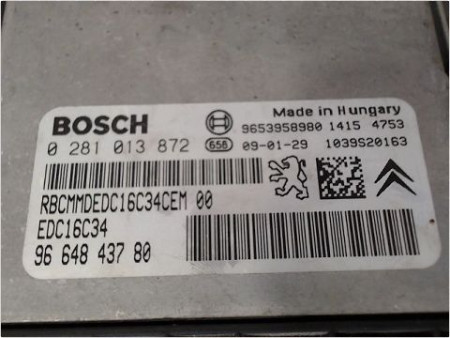 BOSCH
Made in Hungary
9653958980 1415 4753
0 281 013 872 656 09-01-29 1039S20163
RBCMMDEDC16C34CEM 00
EDC16C34
96 648 437 80